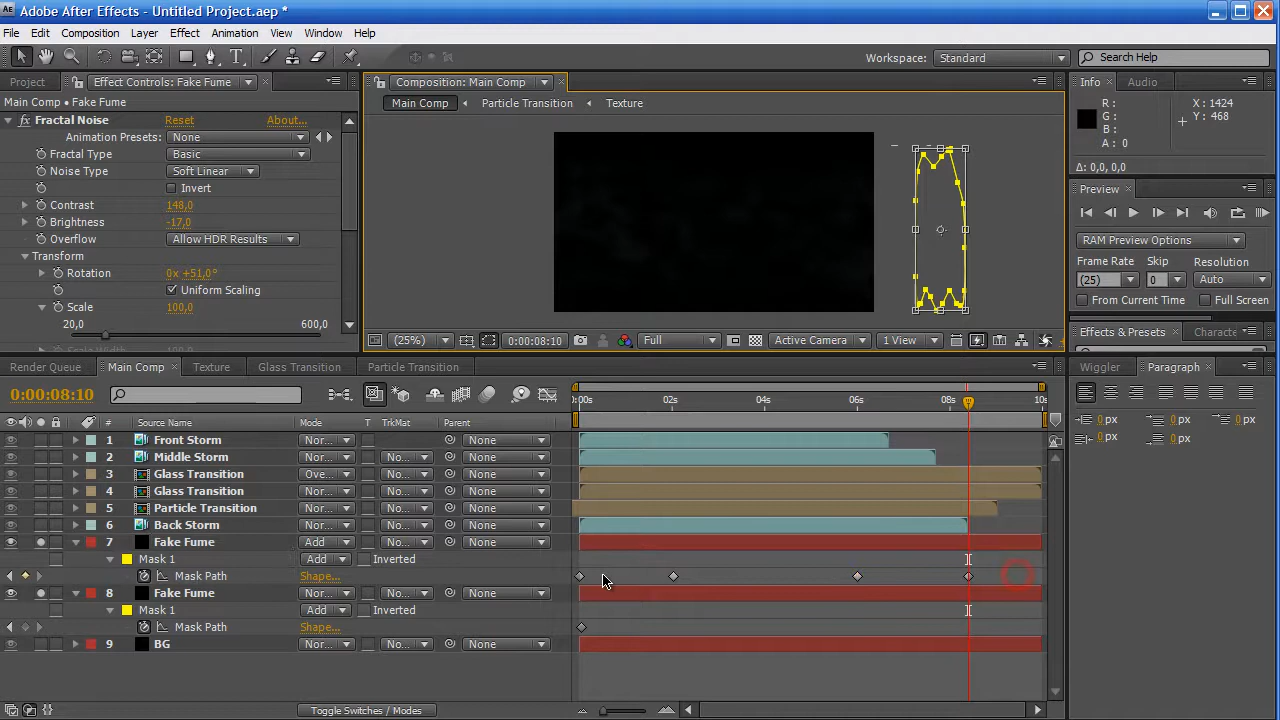 Adobe After Effects - Untitled Project.aep *
File Edit Composition Layer Effect Animation View Window Help
Workspace: Standard Search Help
Project Effect Controls: Fake Fume Composition: Main Comp Info Audio
Main Comp • Fake Fume Main Comp Particle Transition Texture
Fractal Noise Reset About...
Animation Presets: None
Fractal Type Basic
Noise Type Soft Linear
Invert
Contrast 148,0
Brightness -17,0
Overflow Allow HDR Results
Transform
Rotation 0x +51,0°
Uniform Scaling
Scale 100,0
20,0 600,0
(25%) 0:00:08:10 Full Active Camera 1 View
R : X : 1424
G : Y : 468
B :
A : 0
Δ: 0,0, 0,0
Preview
RAM Preview Options
Frame Rate Skip Resolution
(25) 0 Auto
From Current Time Full Screen
Effects & Presets Characte
Render Queue Main Comp Texture Glass Transition Particle Transition Wiggler Paragraph
0:00:08:10 0:00s 02s 04s 06s 08s 10s
Source Name Mode T TrkMat Parent
1 Front Storm Nor... None
2 Middle Storm Nor... No... None
3 Glass Transition Ove... No... None
4 Glass Transition Nor... No... None
5 Particle Transition Nor... No... None
6 Back Storm Nor... No... None
7 Fake Fume Add No... None
Mask 1 Add Inverted
Mask Path Shape...
8 Fake Fume Nor... No... None
Mask 1 Add Inverted
Mask Path Shape...
9 BG Nor... No... None
Toggle Switches / Modes
0 px 0 px 0 px
0 px 0 px